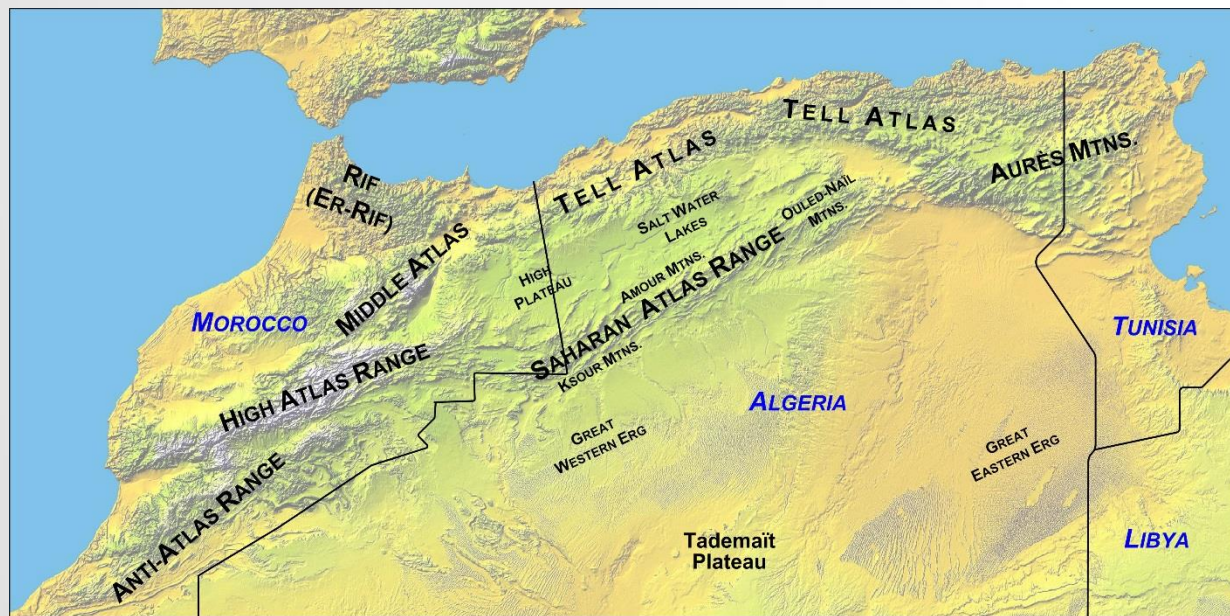 TELL ATLAS
TELL ATLAS
AURÈS MTNS.
RIF
(ER-RIF)
OULED-NAÏL
MTNS.
SALT WATER
LAKES
MIDDLE ATLAS
HIGH
PLATEAU
AMOUR MTNS.
SAHARAN ATLAS RANGE
KSOUR MTNS.
MOROCCO
TUNISIA
HIGH ATLAS RANGE
ALGERIA
GREAT
WESTERN ERG
GREAT
EASTERN ERG
ANTI-ATLAS RANGE
Tademaït
Plateau
LIBYA